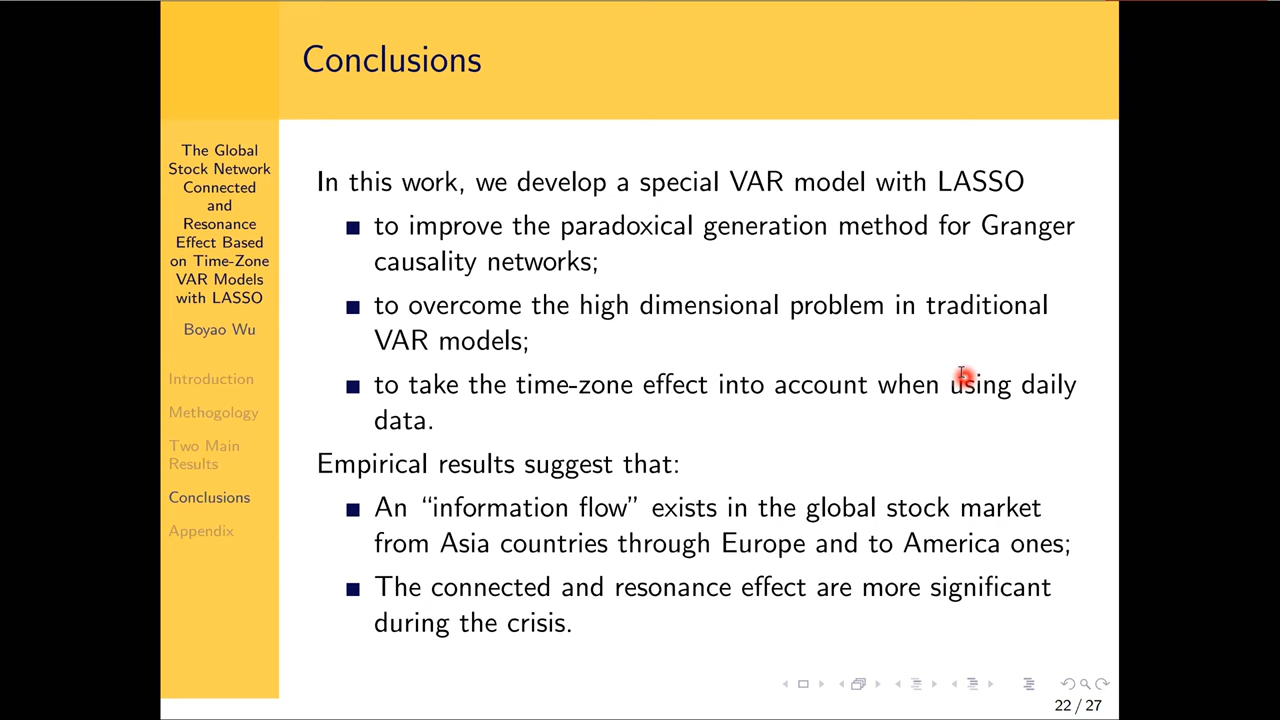 Conclusions
The Global
Stock Network
Connected
and
Resonance
Effect Based
on Time-Zone
VAR Models
with LASSO
Boyao Wu
Introduction
Methogology
Two Main
Results
Conclusions
Appendix
In this work, we develop a special VAR model with LASSO
to improve the paradoxical generation method for Granger
causality networks;
to overcome the high dimensional problem in traditional
VAR models;
to take the time-zone effect into account when using daily
data.
Empirical results suggest that:
An “information flow” exists in the global stock market
from Asia countries through Europe and to America ones;
The connected and resonance effect are more significant
during the crisis.
22 / 27